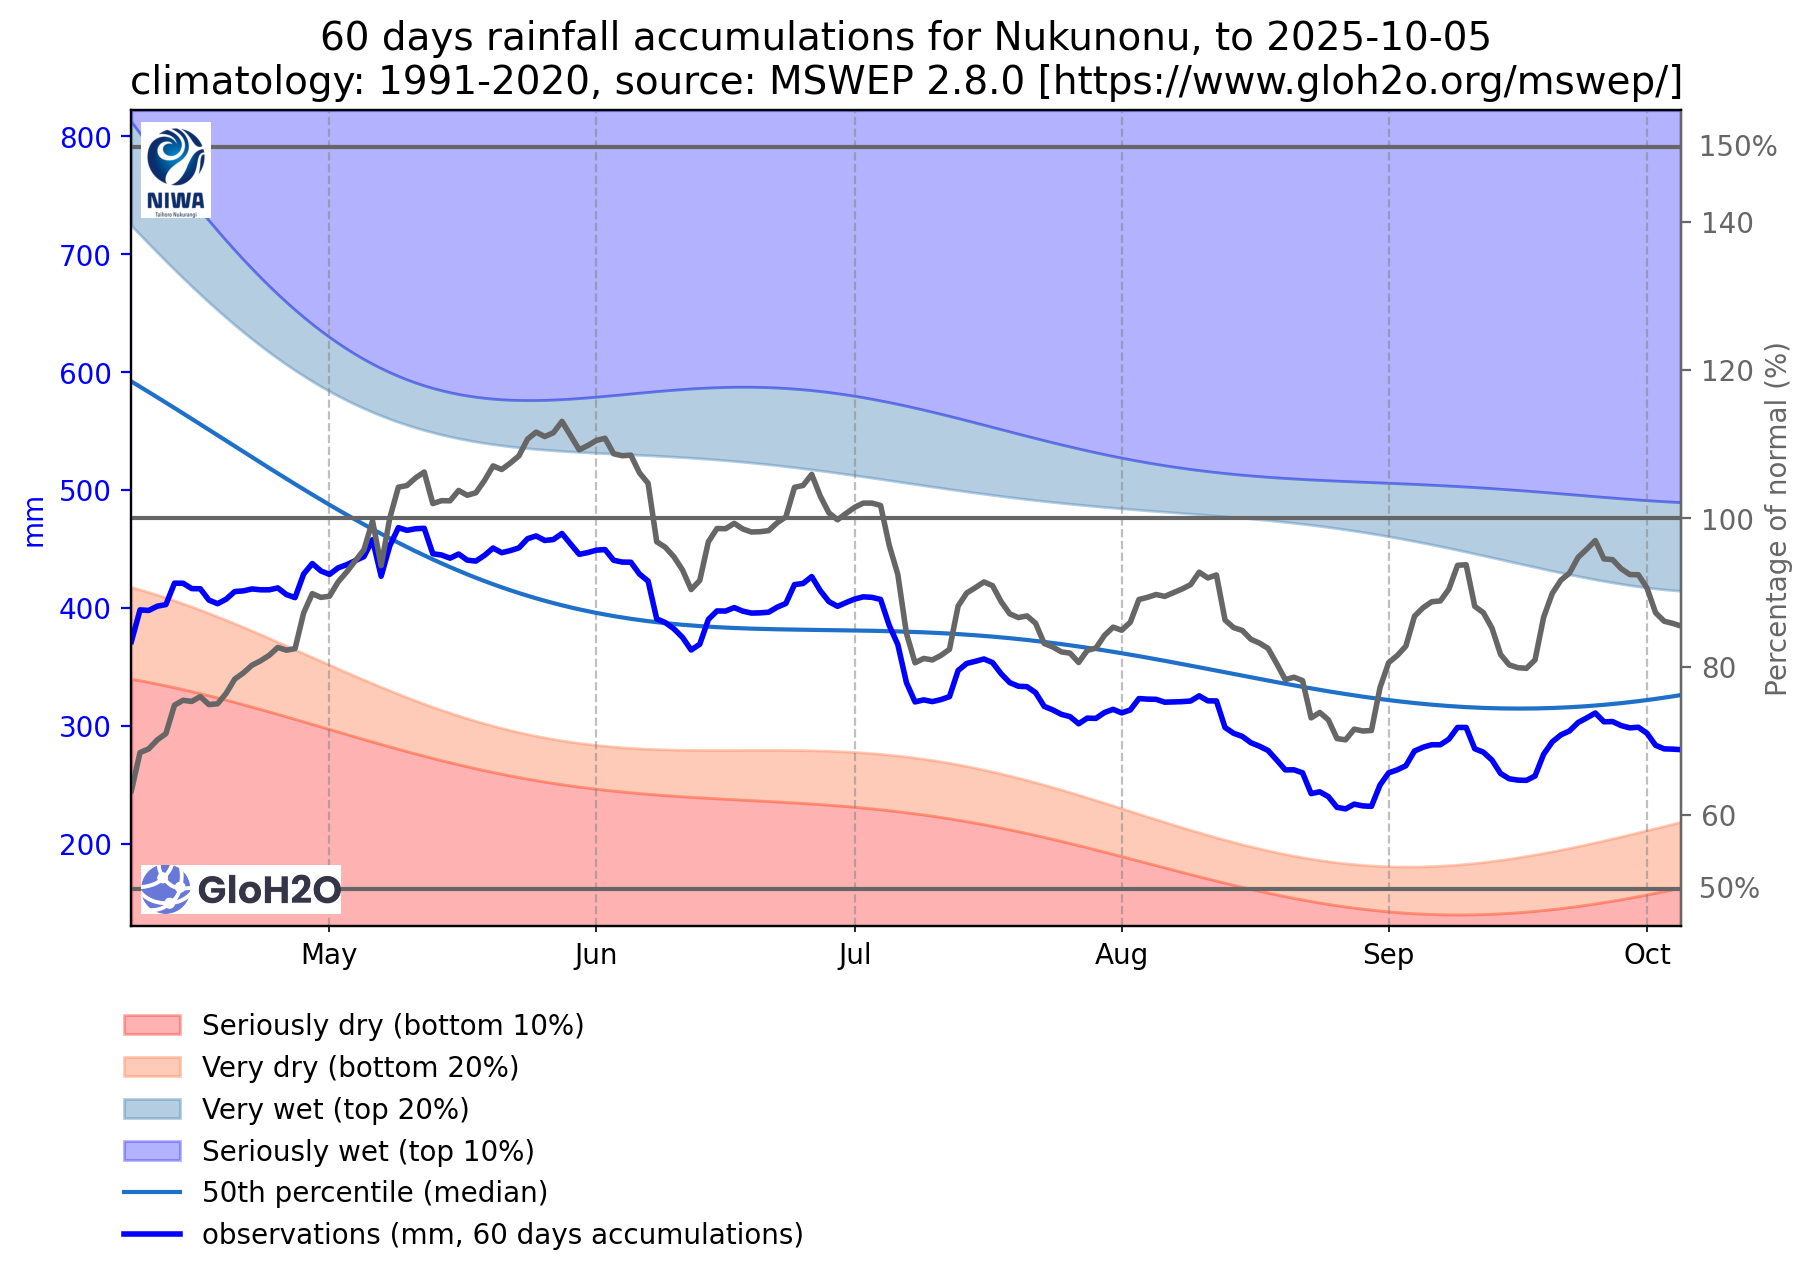 60 days rainfall accumulations for Nukunonu, to 2025-10-05
climatology: 1991-2020, source: MSWEP 2.8.0 [https://www.gloh2o.org/mswep/]
800
700
600
500
400
300
200
mm
150%
140
120
100
80
60
50%
Percentage of normal (%)
NIWA
Taihoro Nukurangi
GloH2O
May
Jun
Jul
Aug
Sep
Oct
Seriously dry (bottom 10%)
Very dry (bottom 20%)
Very wet (top 20%)
Seriously wet (top 10%)
50th percentile (median)
observations (mm, 60 days accumulations)